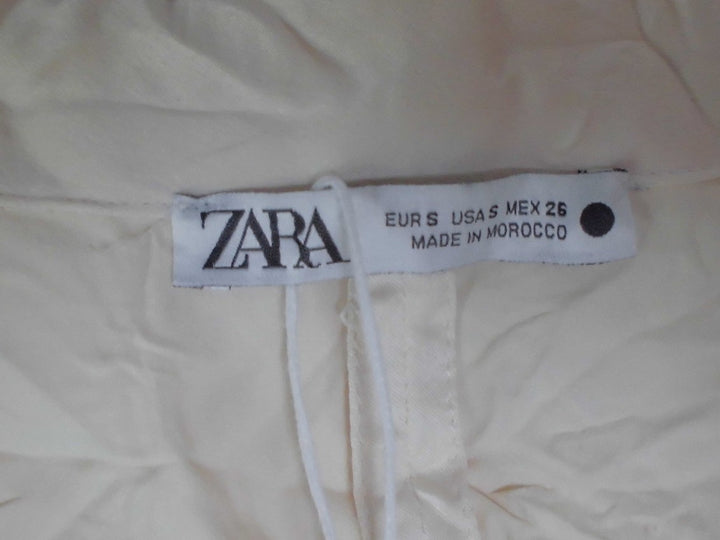 ZARA
EUR S USA S MEX 26
MADE IN MOROCCO